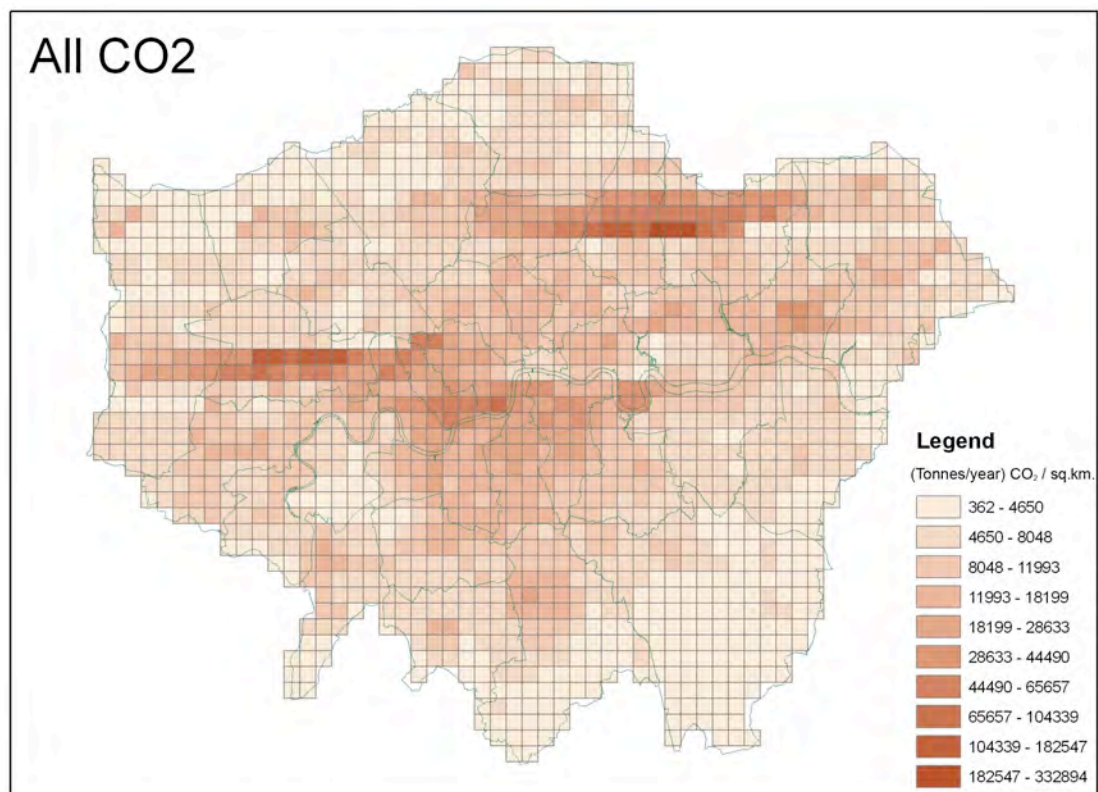 All CO2
Legend
(Tonnes/year) CO₂ / sq.km.
362 - 4650
4650 - 8048
8048 - 11993
11993 - 18199
18199 - 28633
28633 - 44490
44490 - 65657
65657 - 104339
104339 - 182547
182547 - 332894